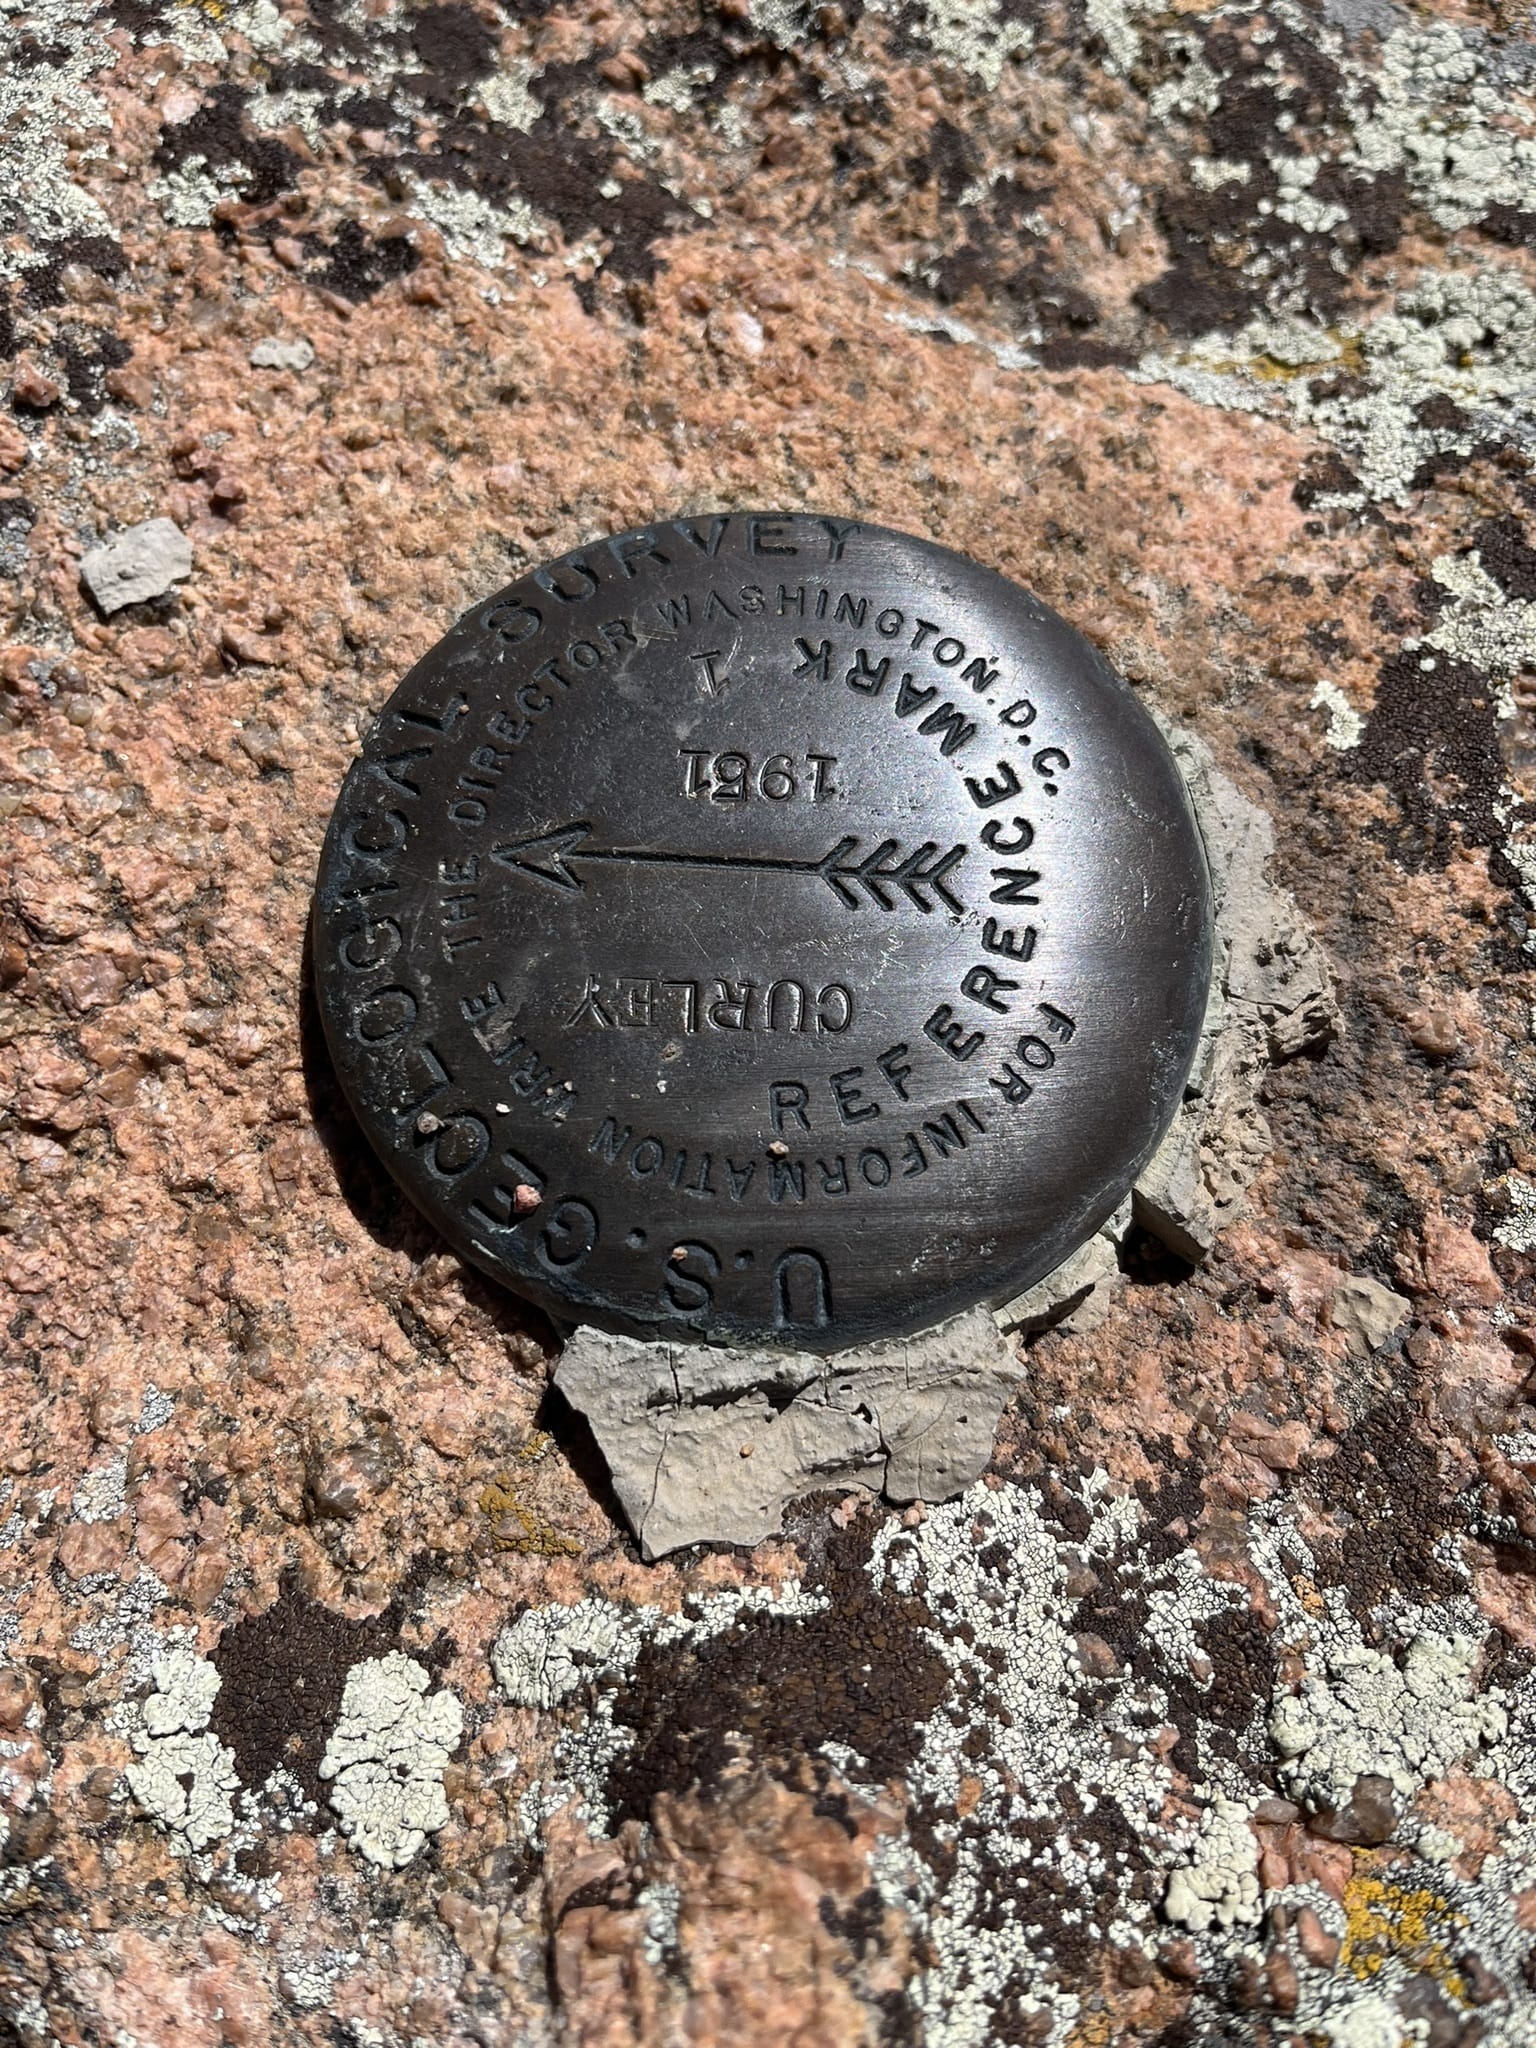 U.S. GEOLOGICAL SURVEY
FOR INFORMATION WRITE THE DIRECTOR WASHINGTON, D.C.
REFERENCE MARK
1
CURLEY
1951